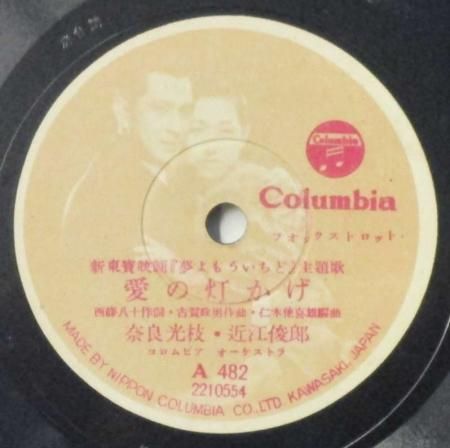 Columbia
Columbia
フォックストロット
新東寳映画『夢よもういちど』主題歌
愛の灯かげ
西條八十作詞・古賀政男作曲・仁木他喜雄編曲
奈良光枝・近江俊郎
コロムビア オーケストラ
A 482
2210554
MADE BY NIPPON COLUMBIA CO., LTD KAWASAKI, JAPAN